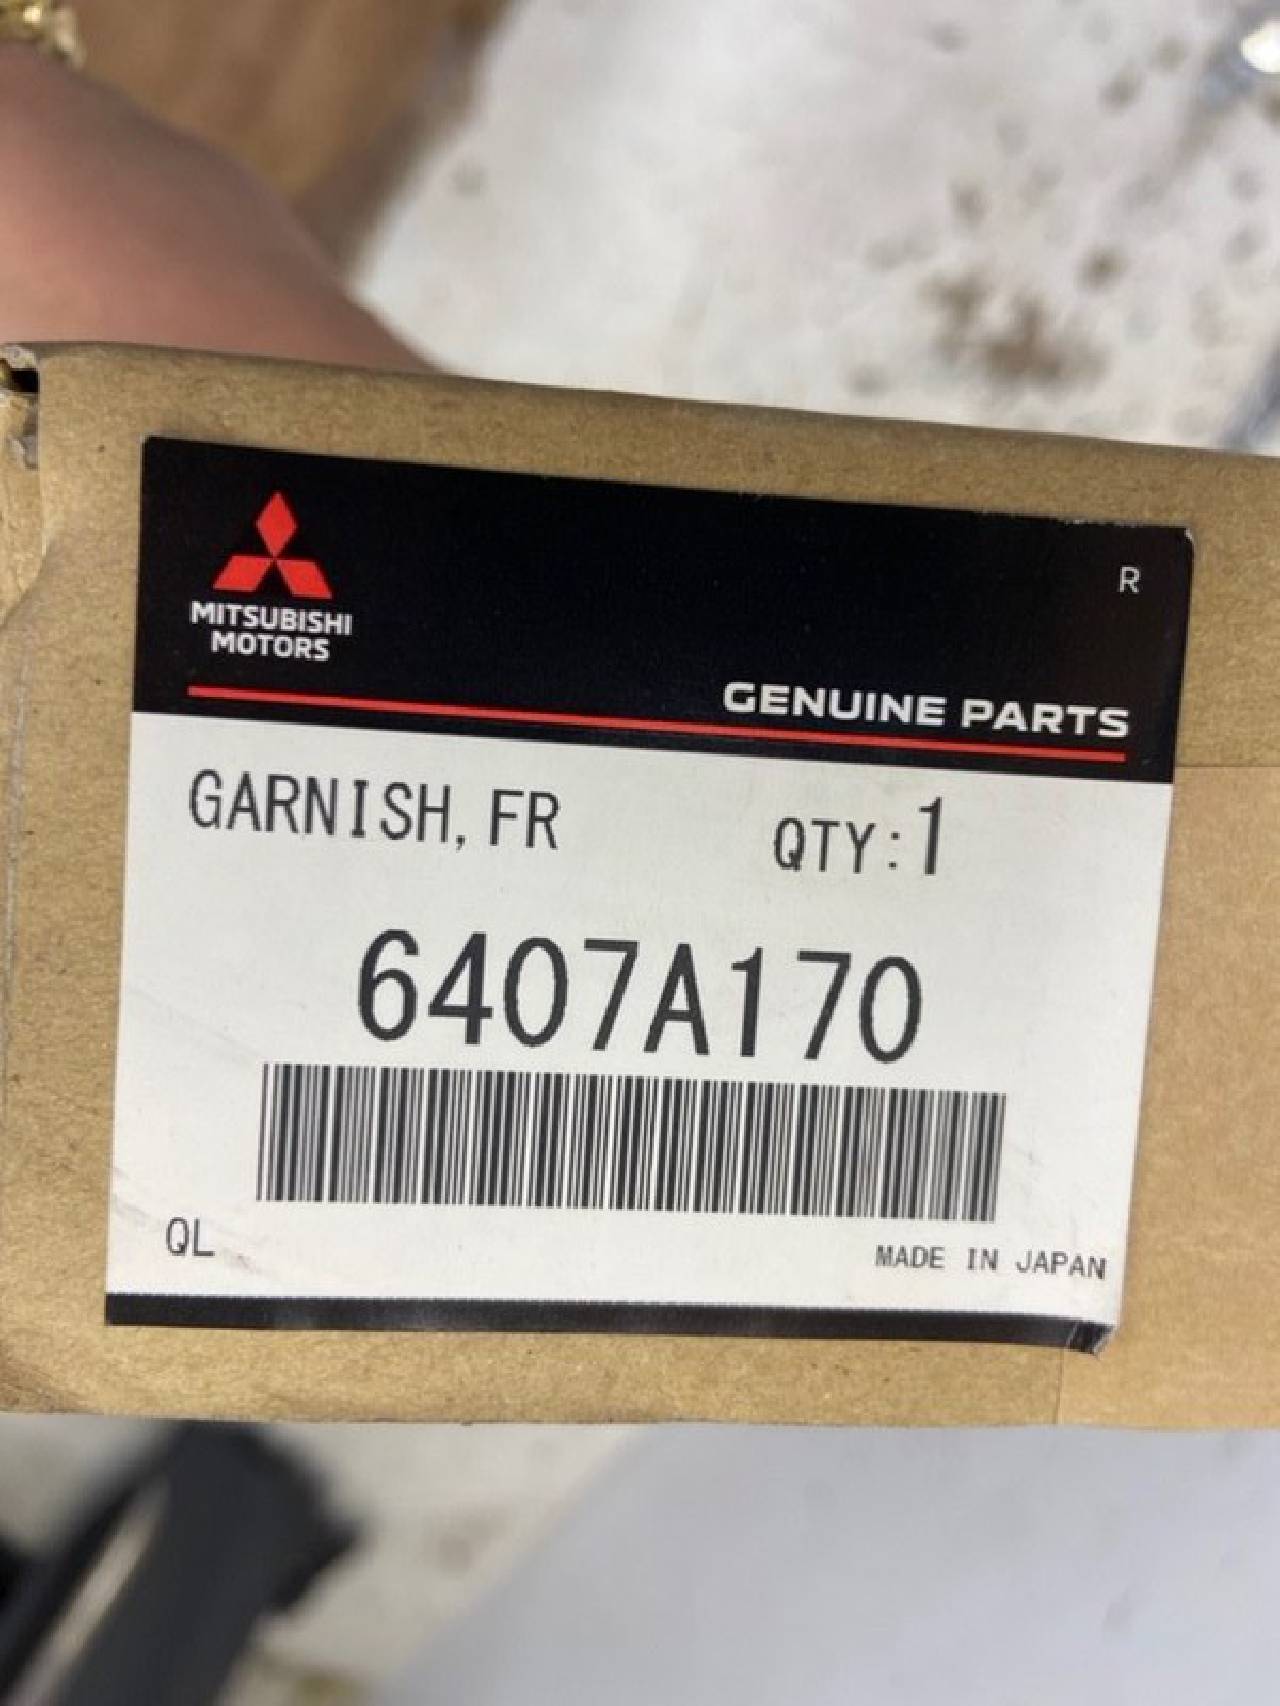 MITSUBISHI
MOTORS
R
GENUINE PARTS
GARNISH, FR QTY:1
6407A170
QL
MADE IN JAPAN